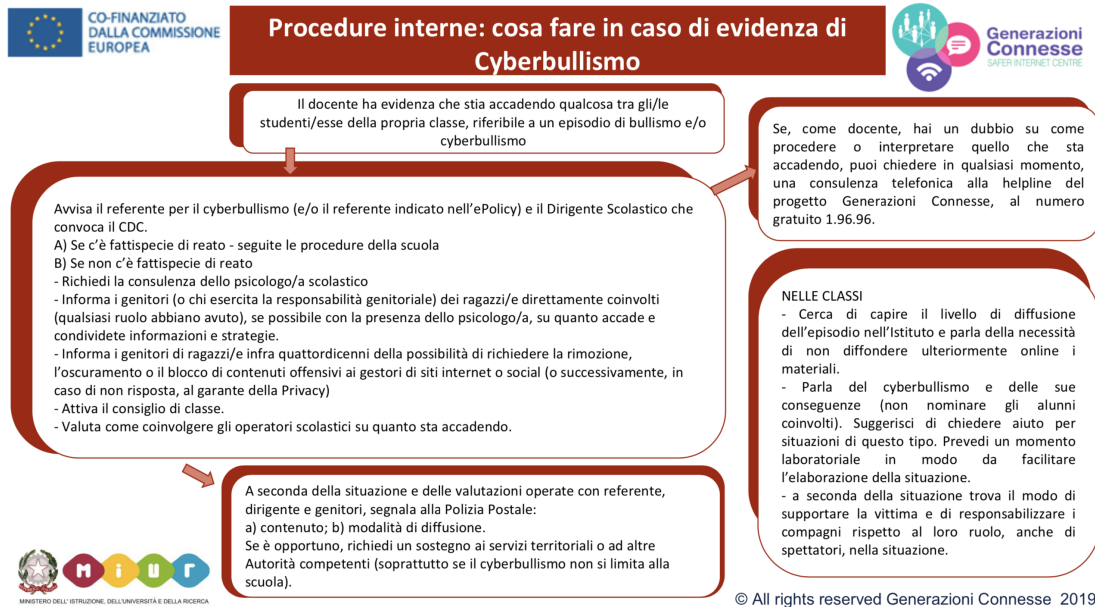 CO-FINANZIATO
DALLA COMMISSIONE
EUROPEA
Procedure interne: cosa fare in caso di evidenza di
Cyberbullismo
Generazioni
Connesse
SAFER INTERNET CENTRE
Il docente ha evidenza che stia accadendo qualcosa tra gli/le
studenti/esse della propria classe, riferibile a un episodio di bullismo e/o
cyberbullismo
Se, come docente, hai un dubbio su come
procedere o interpretare quello che sta
accadendo, puoi chiedere in qualsiasi momento,
una consulenza telefonica alla helpline del
progetto Generazioni Connesse, al numero
gratuito 1.96.96.
Avvisa il referente per il cyberbullismo (e/o il referente indicato nell'ePolicy) e il Dirigente Scolastico che
convoca il CDC.
A) Se c'è fattispecie di reato - seguite le procedure della scuola
B) Se non c'è fattispecie di reato
- Richiedi la consulenza dello psicologo/a scolastico
- Informa i genitori (o chi esercita la responsabilità genitoriale) dei ragazzi/e direttamente coinvolti
(qualsiasi ruolo abbiano avuto), se possibile con la presenza dello psicologo/a, su quanto accade e
condividete informazioni e strategie.
- Informa i genitori di ragazzi/e infra quattordicenni della possibilità di richiedere la rimozione,
l'oscuramento o il blocco di contenuti offensivi ai gestori di siti internet o social (o successivamente, in
caso di non risposta, al garante della Privacy)
- Attiva il consiglio di classe.
- Valuta come coinvolgere gli operatori scolastici su quanto sta accadendo.
NELLE CLASSI
- Cerca di capire il livello di diffusione
dell'episodio nell'Istituto e parla della necessità
di non diffondere ulteriormente online i
materiali.
- Parla del cyberbullismo e delle sue
conseguenze (non nominare gli alunni
coinvolti). Suggerisci di chiedere aiuto per
situazioni di questo tipo. Prevedi un momento
laboratoriale in modo da facilitare
l'elaborazione della situazione.
- a seconda della situazione trova il modo di
supportare la vittima e di responsabilizzare i
compagni rispetto al loro ruolo, anche di
spettatori, nella situazione.
A seconda della situazione e delle valutazioni operate con referente,
dirigente e genitori, segnala alla Polizia Postale:
a) contenuto; b) modalità di diffusione.
Se è opportuno, richiedi un sostegno ai servizi territoriali o ad altre
Autorità competenti (soprattutto se il cyberbullismo non si limita alla
scuola).
miur
MINISTERO DELL' ISTRUZIONE, DELL'UNIVERSITÀ E DELLA RICERCA
© All rights reserved Generazioni Connesse 2019